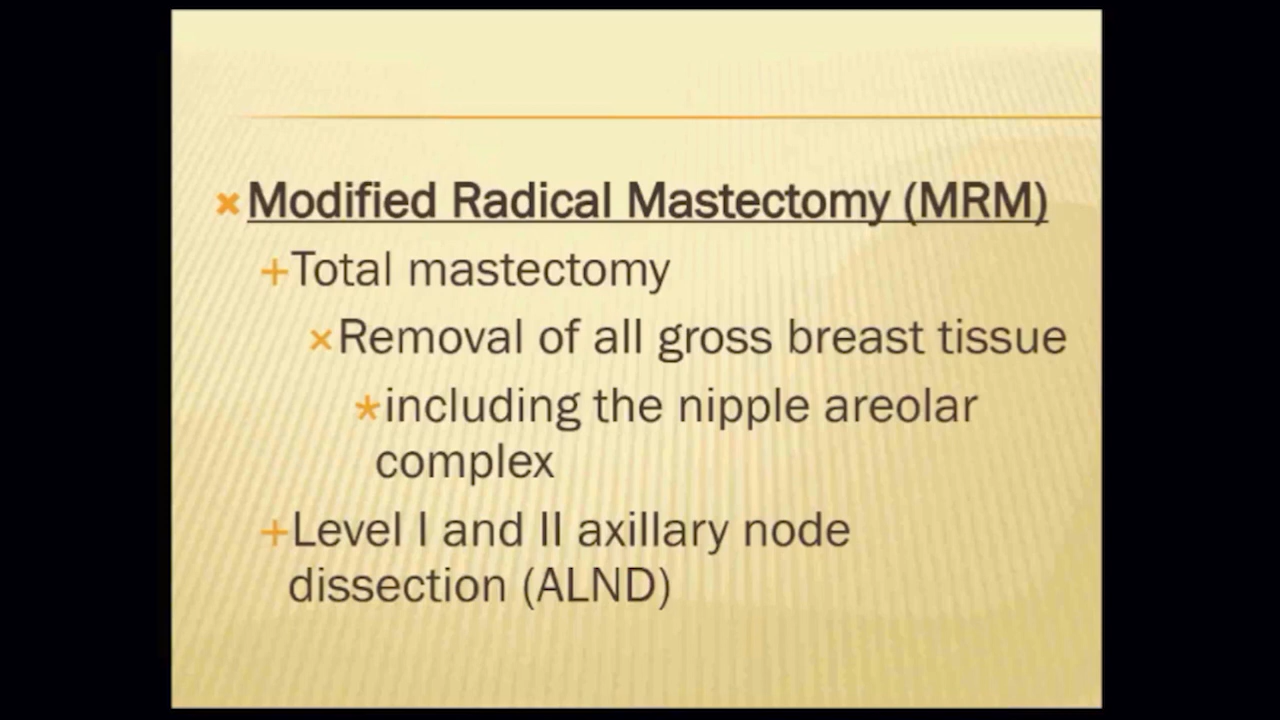 Modified Radical Mastectomy (MRM)
Total mastectomy
Removal of all gross breast tissue
including the nipple areolar
complex
Level I and II axillary node
dissection (ALND)